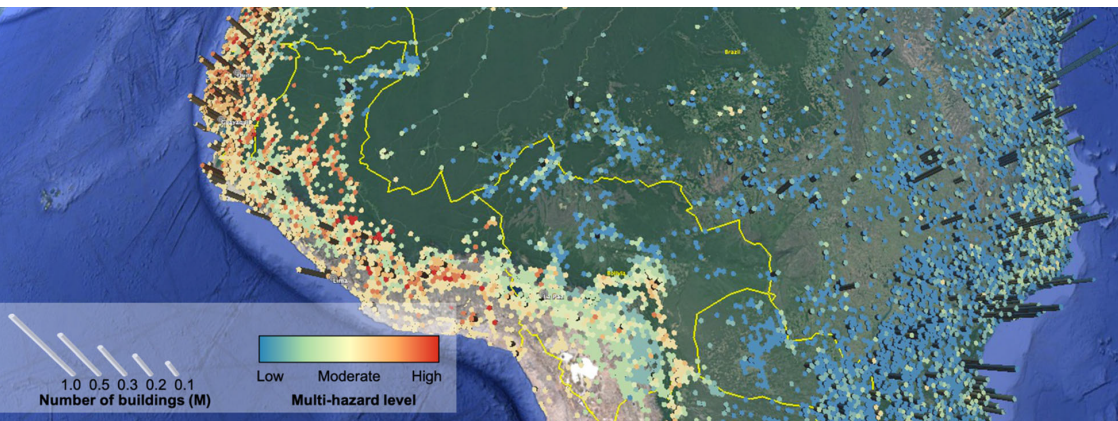 Brazil
Lima
Bolivia
1.0 0.5 0.3 0.2 0.1
Number of buildings (M)
Low Moderate High
Multi-hazard level